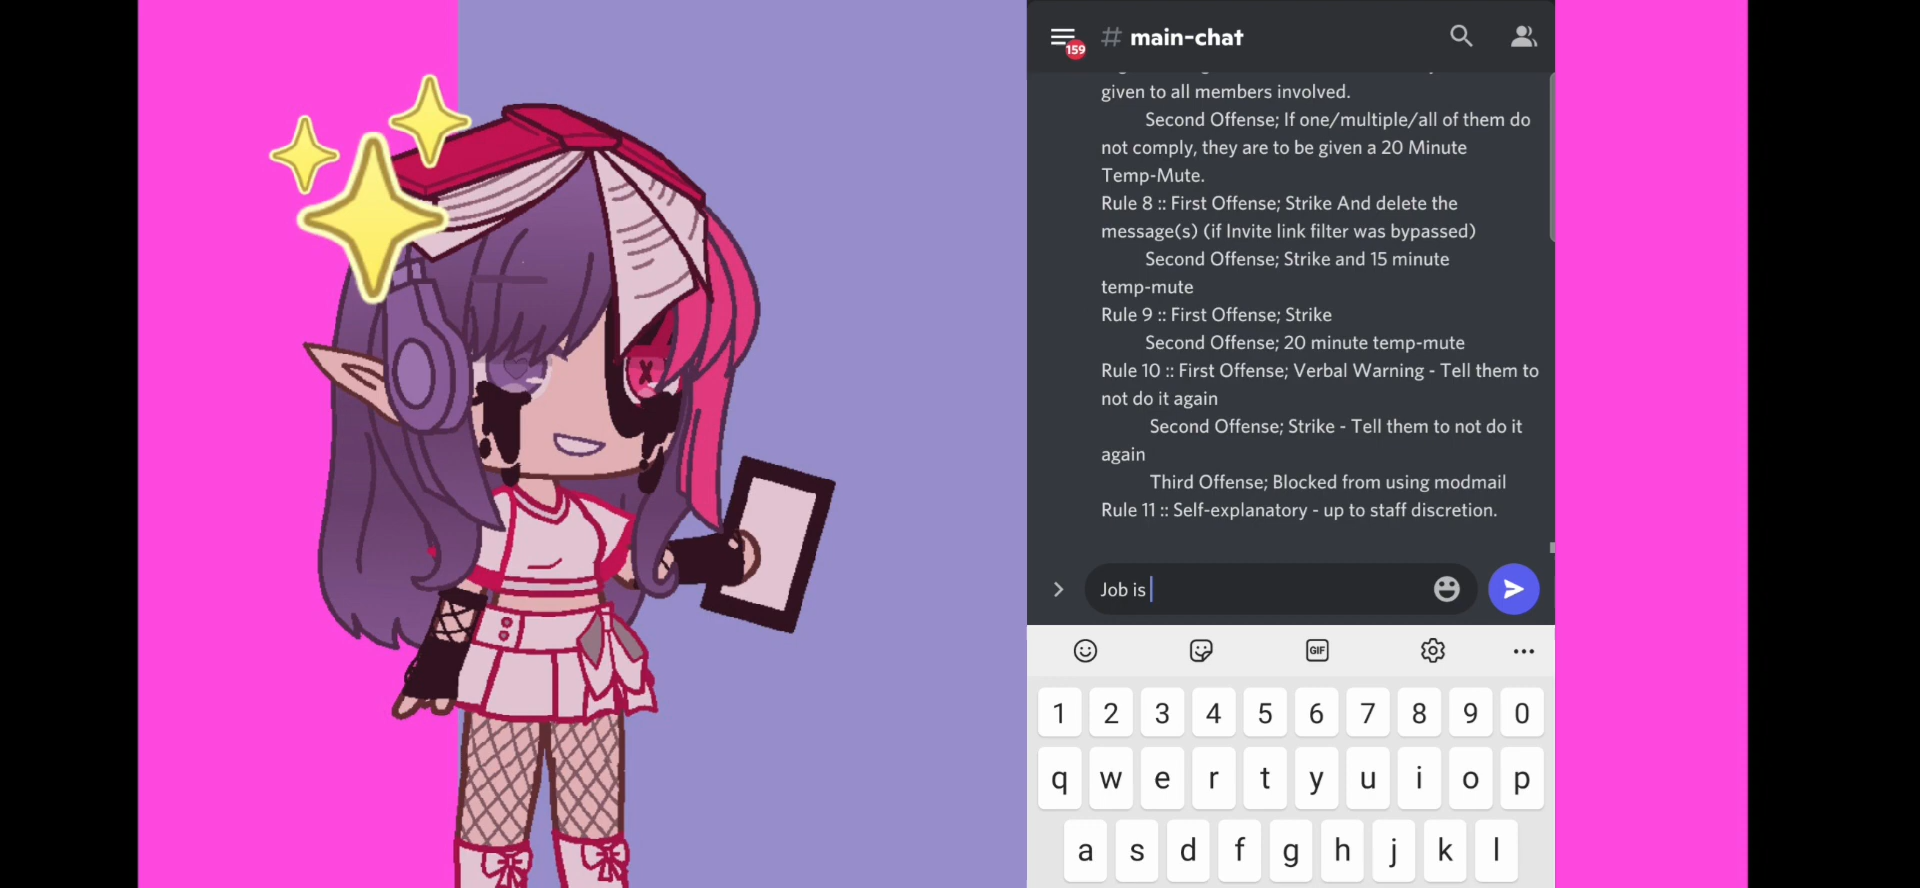 159
# main-chat
given to all members involved.
Second Offense; If one/multiple/all of them do
not comply, they are to be given a 20 Minute
Temp-Mute.
Rule 8 :: First Offense; Strike And delete the
message(s) (if Invite link filter was bypassed)
Second Offense; Strike and 15 minute
temp-mute
Rule 9 :: First Offense; Strike
Second Offense; 20 minute temp-mute
Rule 10 :: First Offense; Verbal Warning - Tell them to
not do it again
Second Offense; Strike - Tell them to not do it
again
Third Offense; Blocked from using modmail
Rule 11 :: Self-explanatory - up to staff discretion.
Job is
GIF
1 2 3 4 5 6 7 8 9 0
q w e r t y u i o p
a s d f g h j k l